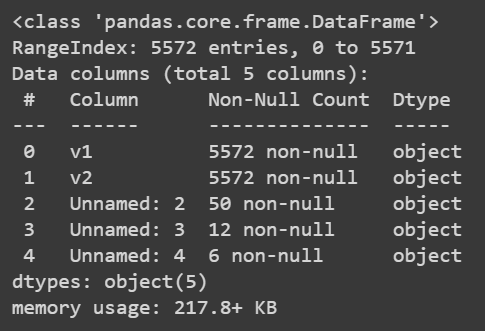 <class 'pandas.core.frame.DataFrame'>
RangeIndex: 5572 entries, 0 to 5571
Data columns (total 5 columns):
 #   Column      Non-Null Count  Dtype
---  ------      --------------  -----
 0   v1          5572 non-null   object
 1   v2          5572 non-null   object
 2   Unnamed: 2  50 non-null     object
 3   Unnamed: 3  12 non-null     object
 4   Unnamed: 4  6 non-null      object
dtypes: object(5)
memory usage: 217.8+ KB